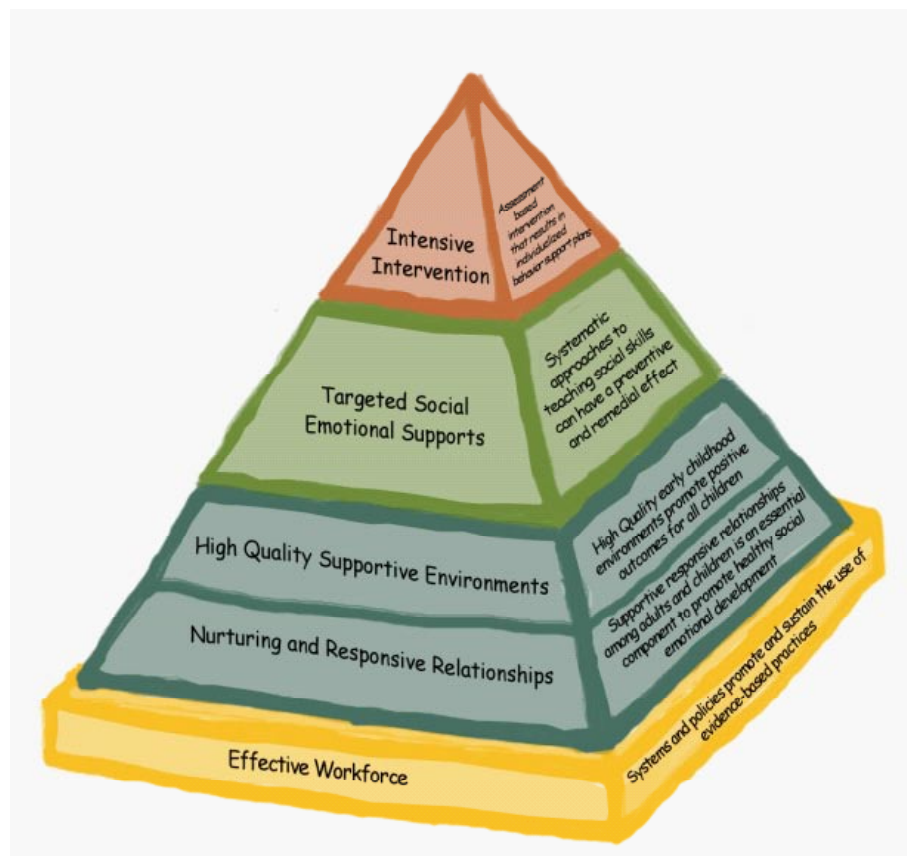 Intensive
Intervention
Assessment
based
intervention
that results in
individualized
behavior support plans
Targeted Social
Emotional Supports
Systematic
approaches to
teaching social skills
can have a preventive
and remedial effect
High Quality Supportive Environments
High Quality early childhood
environments promote positive
outcomes for all children
Nurturing and Responsive Relationships
Supportive responsive relationships
among adults and children is an essential
component to promote healthy social
emotional development
Effective Workforce
Systems and policies promote and sustain the use of
evidence-based practices